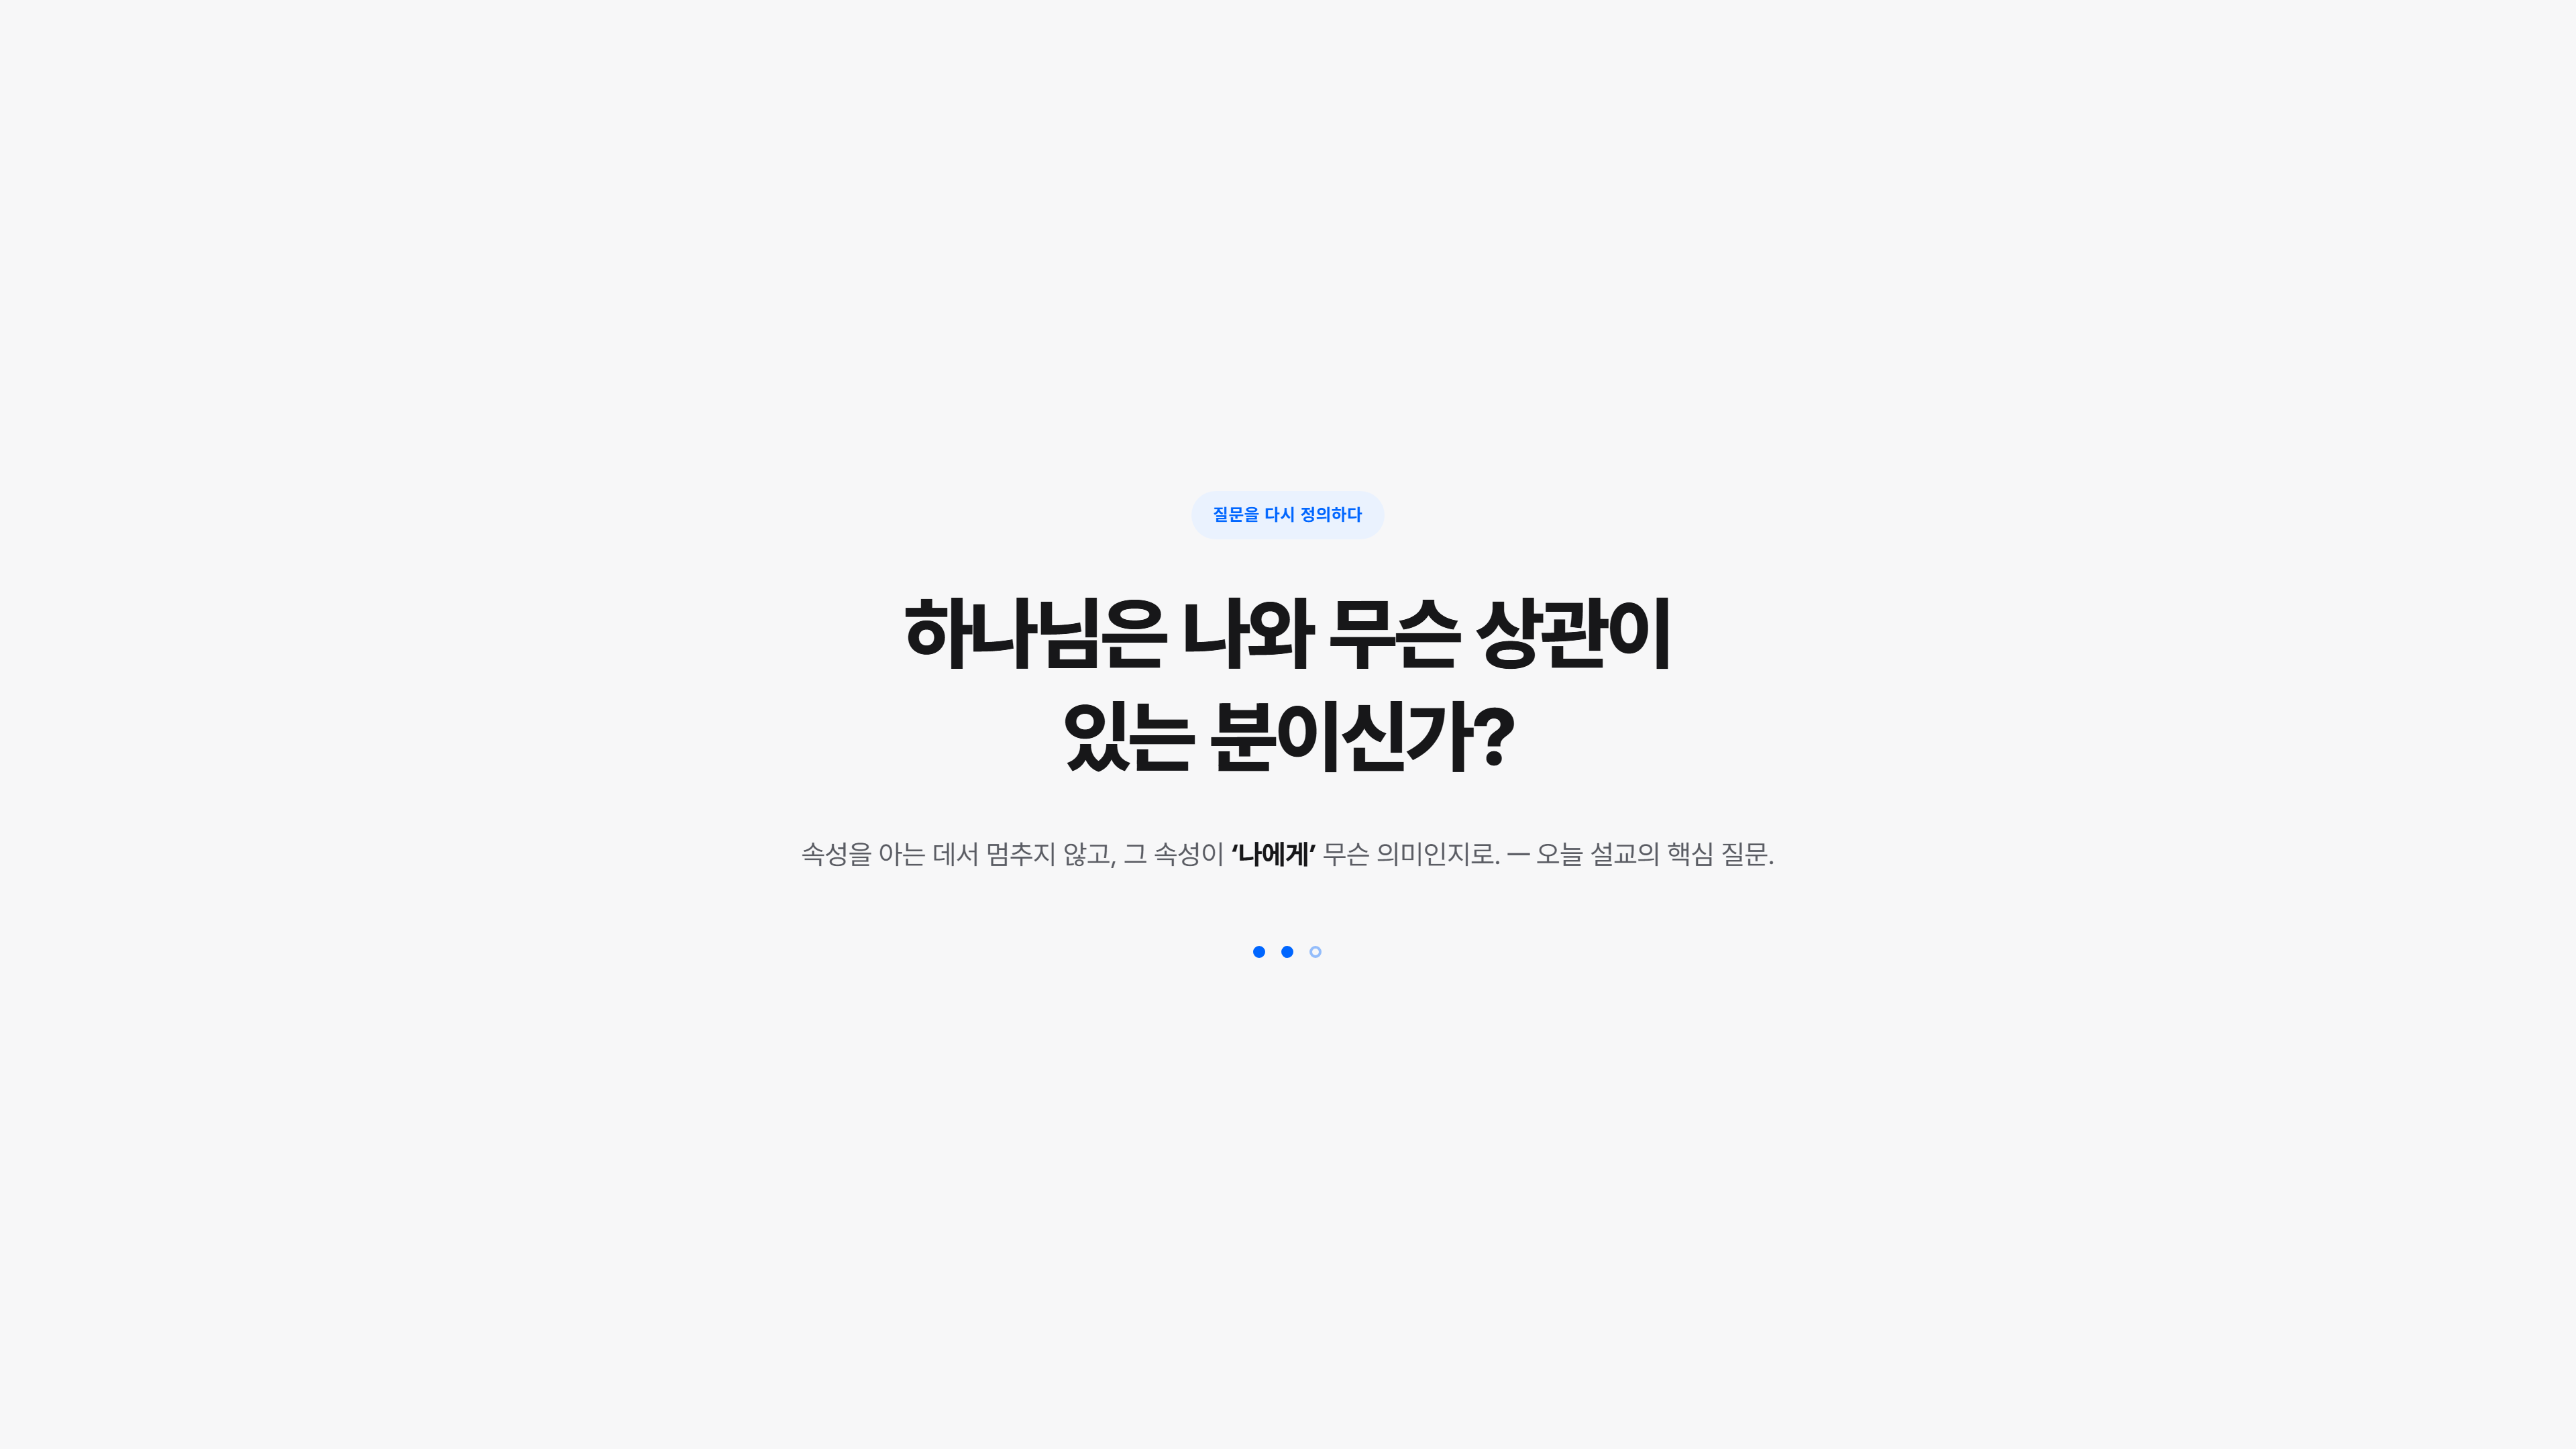 질문을 다시 정의하다
하나님은 나와 무슨 상관이
있는 분이신가?
속성을 아는 데서 멈추지 않고, 그 속성이 ‘나에게’ 무슨 의미인지로. — 오늘 설교의 핵심 질문.